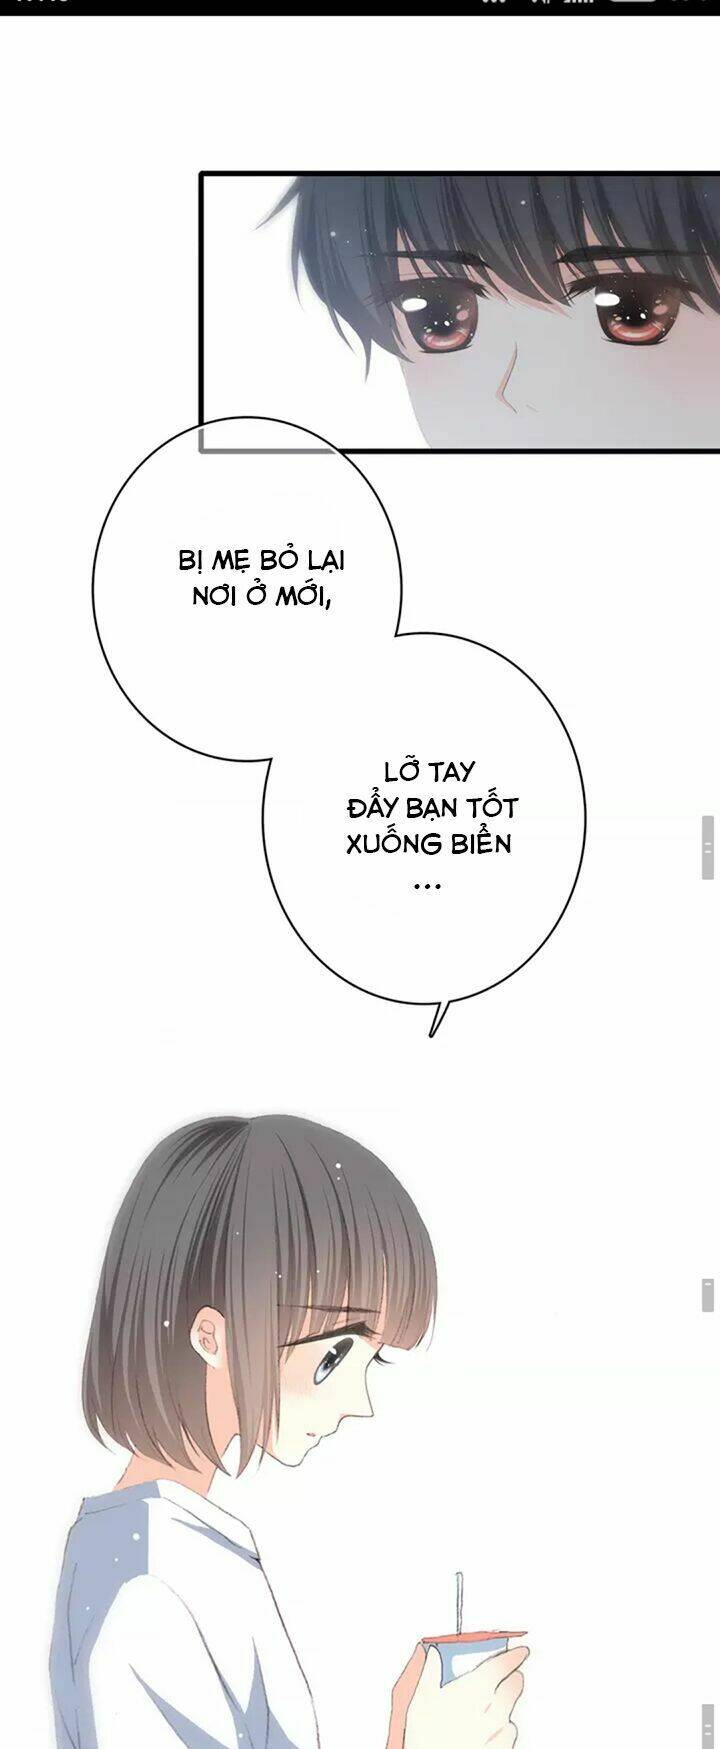 BỊ MẸ BỎ LẠI
NƠI Ở MỚI,
LỠ TAY
ĐẨY BẠN TỐT
XUỐNG BIỂN
...